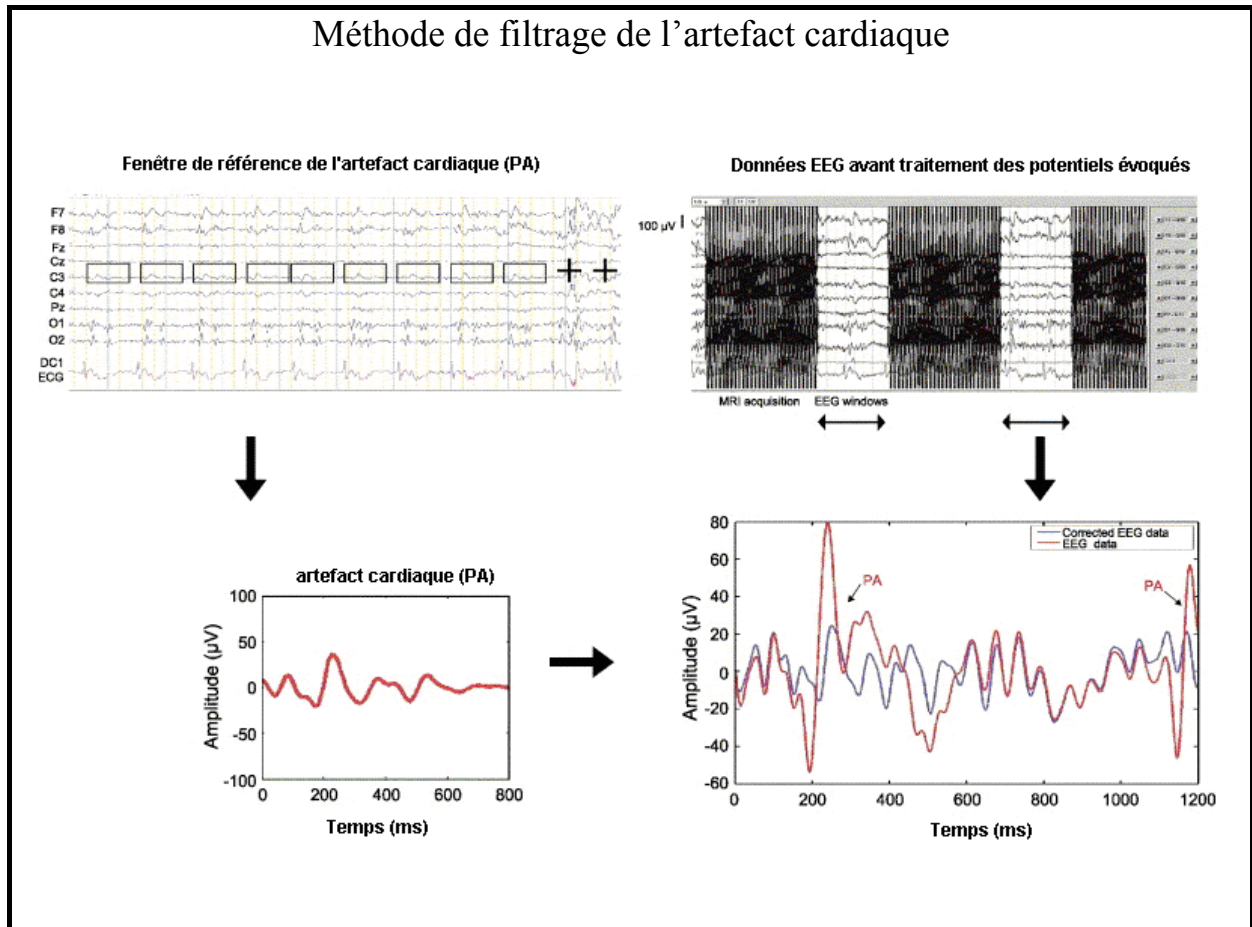 Méthode de filtrage de l’artefact cardiaque
Fenêtre de référence de l'artefact cardiaque (PA)
F7
F8
Fz
Cz
C3
C4
Pz
O1
O2
DC1
ECG
Données EEG avant traitement des potentiels évoqués
100 µV
MRI acquisition EEG windows
artefact cardiaque (PA)
Amplitude (µV)
100
50
0
-50
-100
0 200 400 600 800
Temps (ms)
Corrected EEG data
EEG data
PA
PA
Amplitude (µV)
80
60
40
20
0
-20
-40
-60
0 200 400 600 800 1000 1200
Temps (ms)